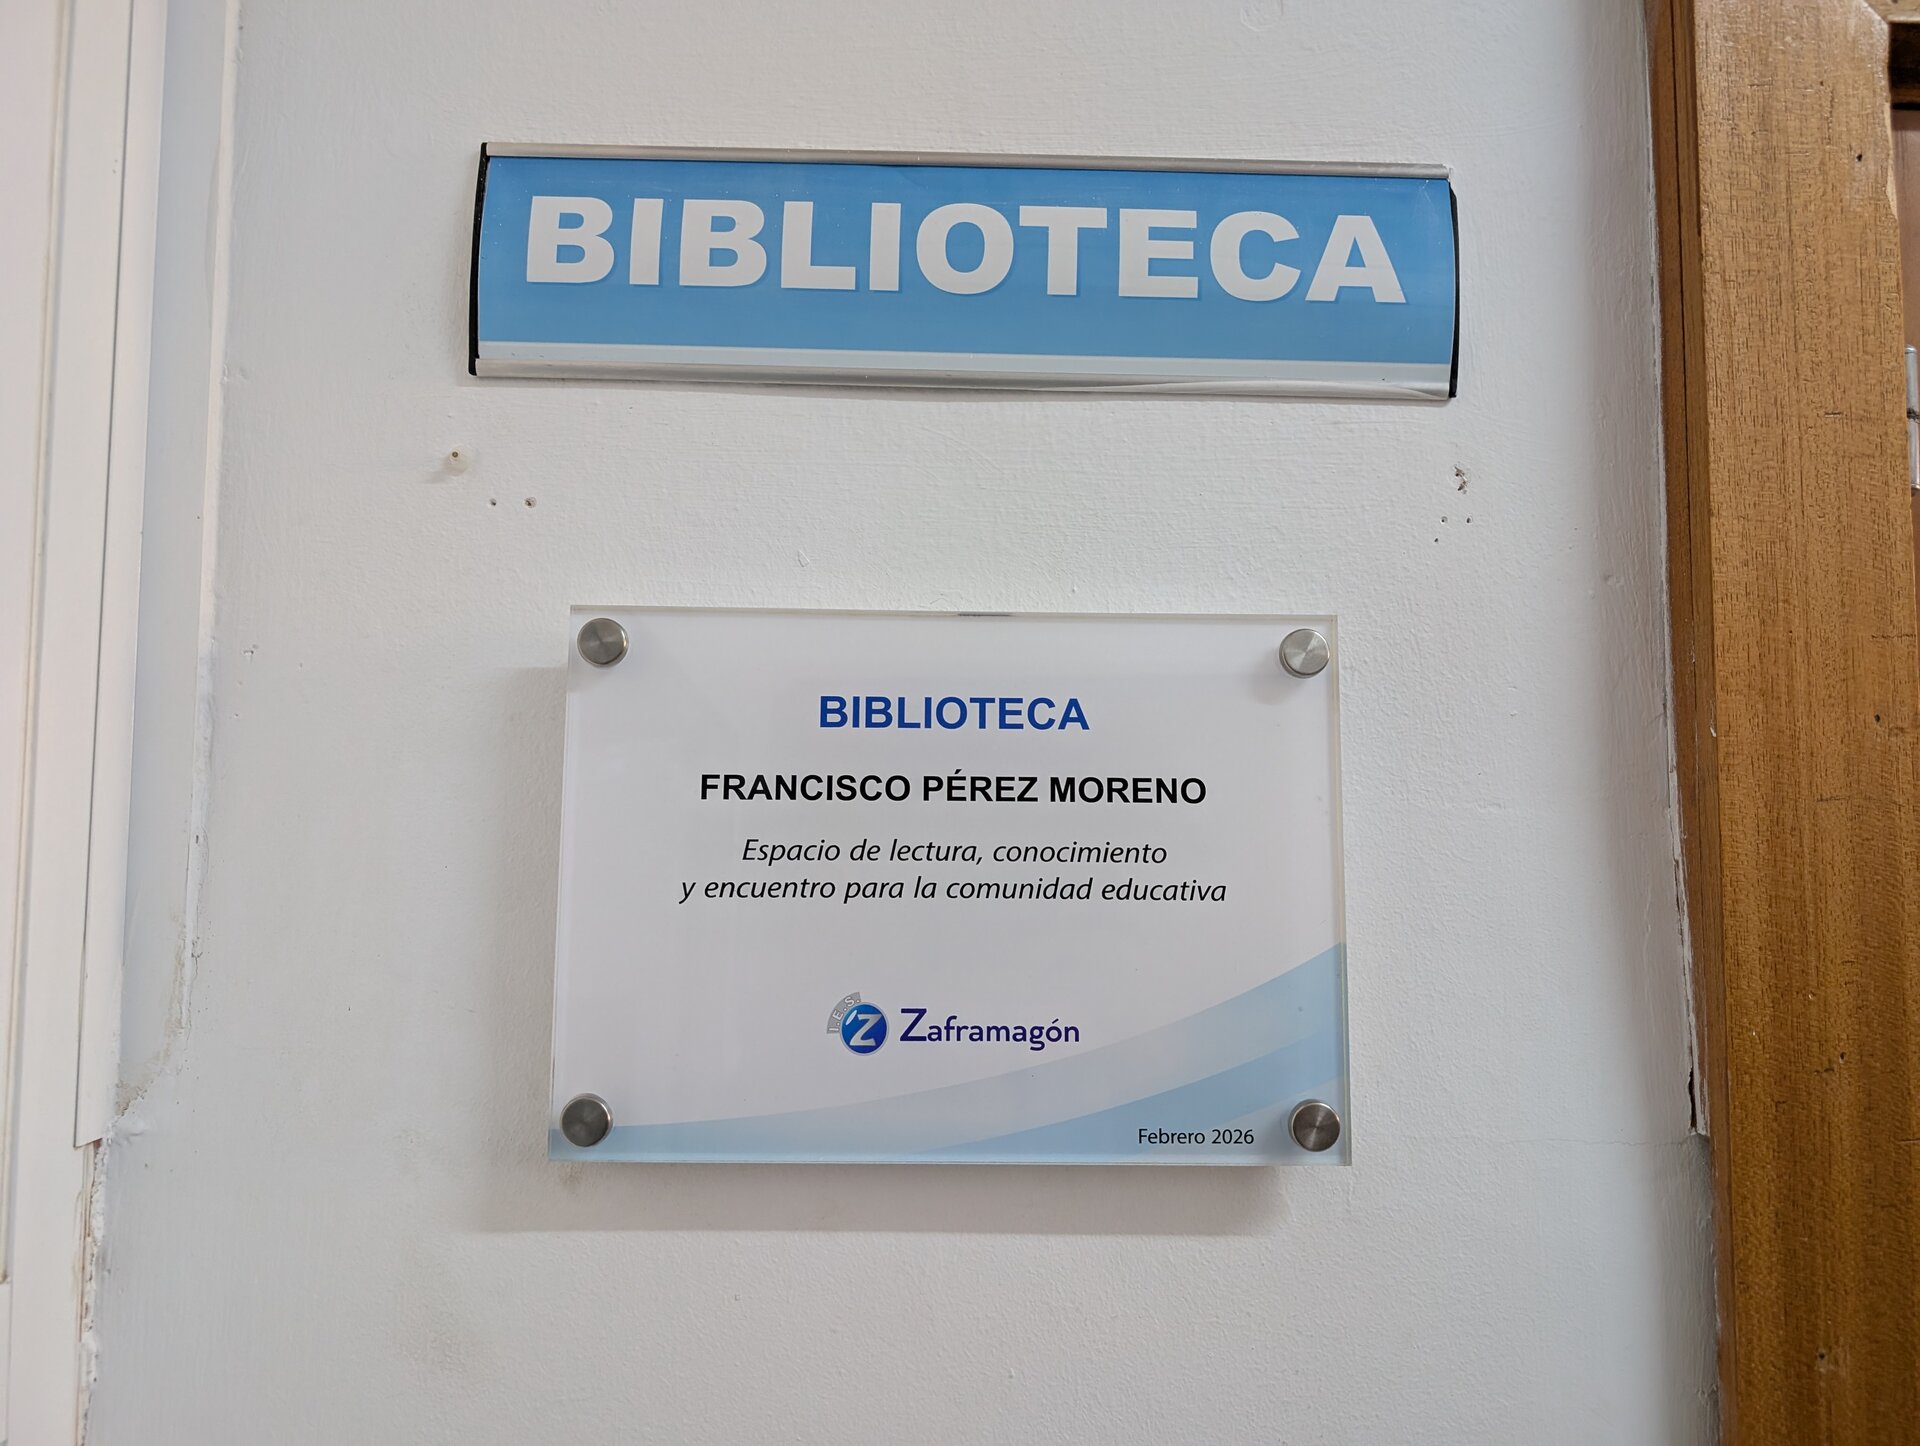 BIBLIOTECA
BIBLIOTECA
FRANCISCO PÉREZ MORENO
Espacio de lectura, conocimiento
y encuentro para la comunidad educativa
I.E.S. Z Zaframagón
Febrero 2026